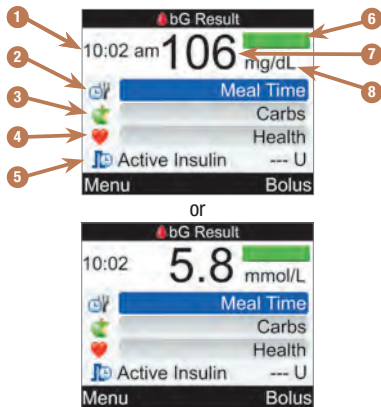 bG Result
1
6
10:02 am 106
7
mg/dL
8
2
Meal Time
3
Carbs
4
Health
5
Active Insulin --- U
Menu Bolus
or
bG Result
10:02 5.8 mmol/L
Meal Time
Carbs
Health
Active Insulin --- U
Menu Bolus